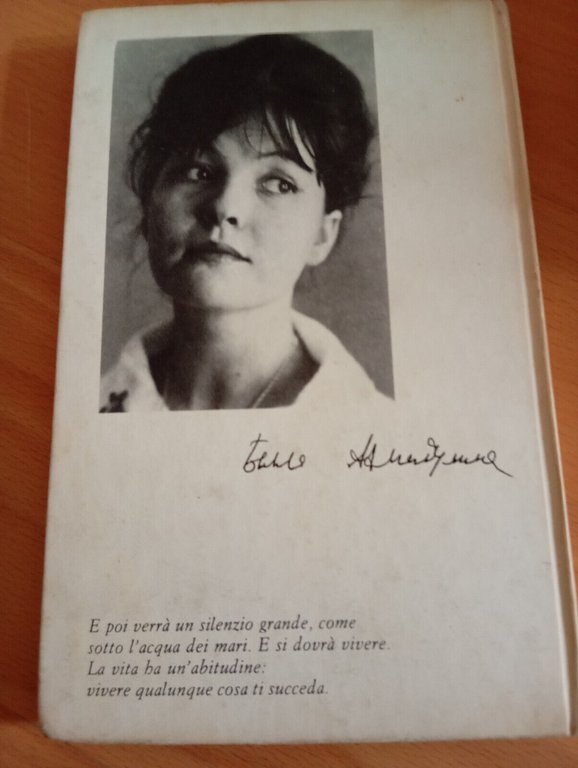 Белла Ахмадулина
E poi verrà un silenzio grande, come
sotto l'acqua dei mari. E si dovrà vivere.
La vita ha un'abitudine:
vivere qualunque cosa ti succeda.